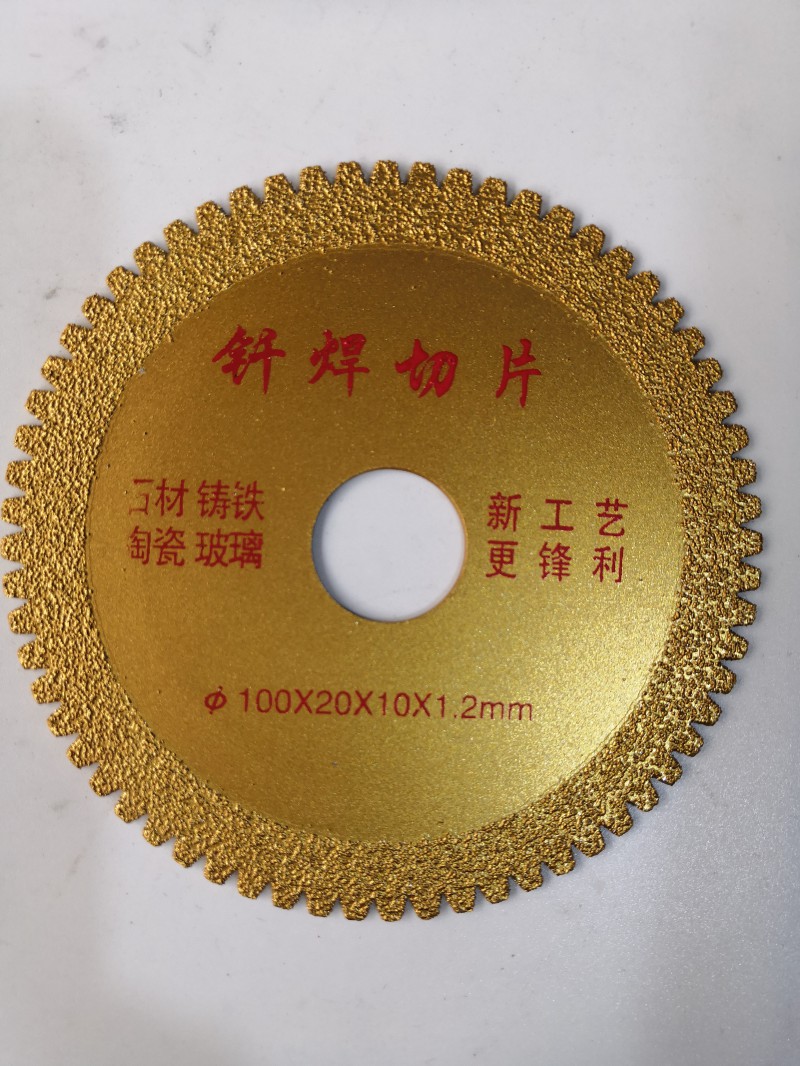 钎焊切片
石材 铸铁
陶瓷 玻璃
新工艺
更锋利
ф 100X20X10X1.2mm